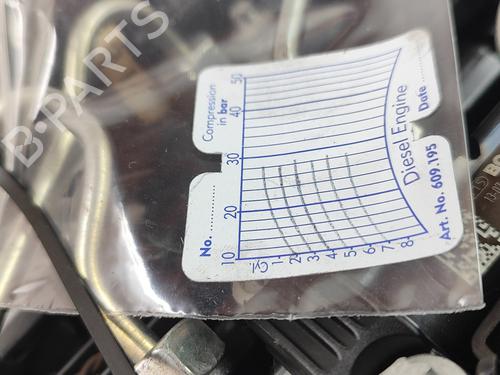 B-PARTS
Compression
in bar
50
40
30
20
10
No. ............
Diesel Engine
Date ............
Art. No. 609.195
1 2 3 4 5 6 7 8